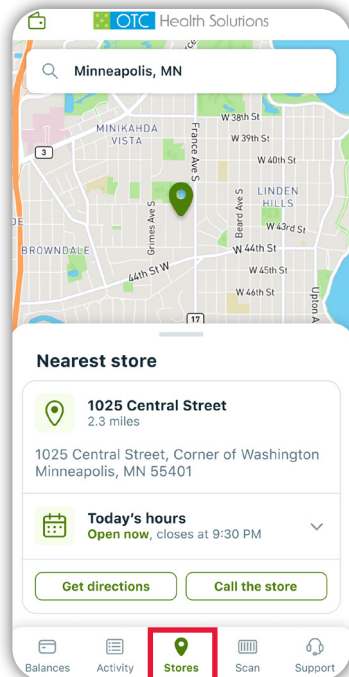 OTC Health Solutions
Minneapolis, MN
W 38th St
MINIKAHDA
VISTA
France Ave S
W 39th St
3
W 40th St
Grimes Ave S
Beard Ave S
LINDEN
HILLS
W 43rd St
BROWNDALE
W 44th St
44th St W
W 45th St
W 46th St
Upton A
17
Nearest store
1025 Central Street
2.3 miles
1025 Central Street, Corner of Washington
Minneapolis, MN 55401
Today's hours
Open now, closes at 9:30 PM
Get directions Call the store
Balances Activity Stores Scan Support